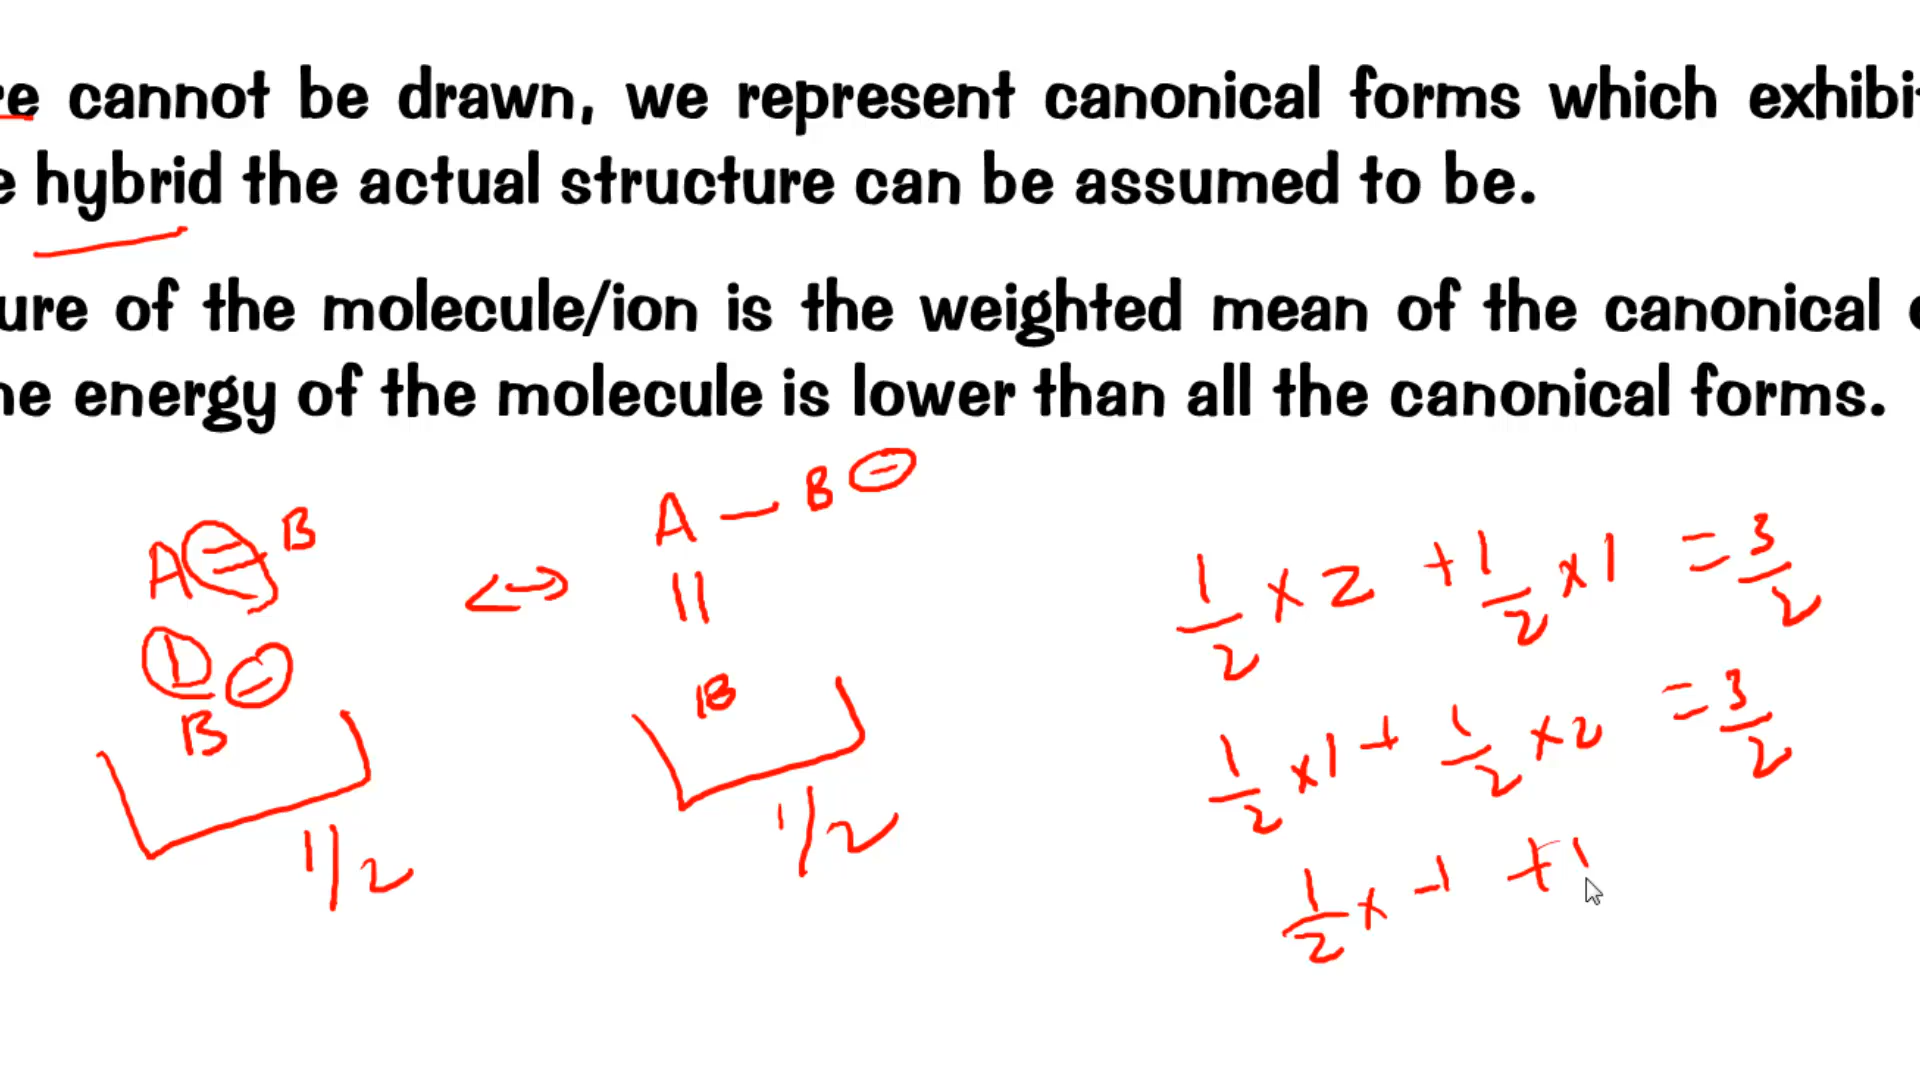 re cannot be drawn, we represent canonical forms which exhibi
e hybrid the actual structure can be assumed to be.
ure of the molecule/ion is the weighted mean of the canonical
ne energy of the molecule is lower than all the canonical forms.
A = B ↔ A – B ⊖
| ⊖ ||
B B
1/2 1/2
1/2 × 2 + 1/2 × 1 = 3/2
1/2 × 1 + 1/2 × 2 = 3/2
1/2 × -1 + 1